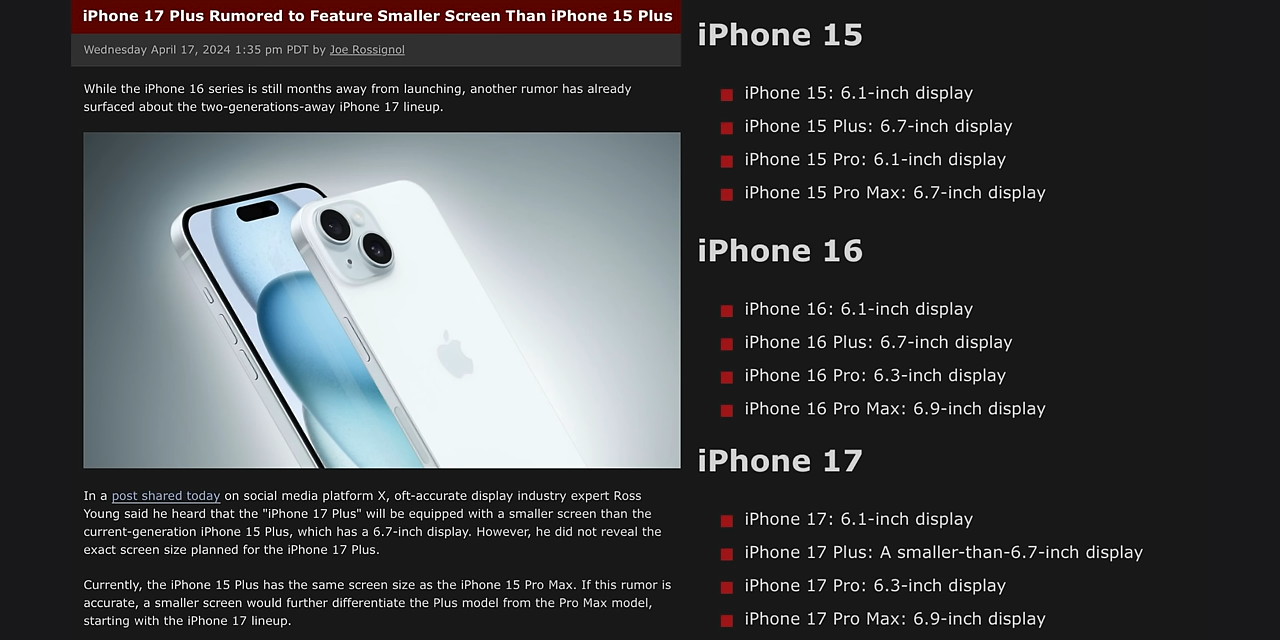 iPhone 17 Plus Rumored to Feature Smaller Screen Than iPhone 15 Plus
Wednesday April 17, 2024 1:35 pm PDT by Joe Rossignol
While the iPhone 16 series is still months away from launching, another rumor has already
surfaced about the two-generations-away iPhone 17 lineup.
In a post shared today on social media platform X, oft-accurate display industry expert Ross
Young said he heard that the "iPhone 17 Plus" will be equipped with a smaller screen than the
current-generation iPhone 15 Plus, which has a 6.7-inch display. However, he did not reveal the
exact screen size planned for the iPhone 17 Plus.
Currently, the iPhone 15 Plus has the same screen size as the iPhone 15 Pro Max. If this rumor is
accurate, a smaller screen would further differentiate the Plus model from the Pro Max model,
starting with the iPhone 17 lineup.
iPhone 15
iPhone 15: 6.1-inch display
iPhone 15 Plus: 6.7-inch display
iPhone 15 Pro: 6.1-inch display
iPhone 15 Pro Max: 6.7-inch display
iPhone 16
iPhone 16: 6.1-inch display
iPhone 16 Plus: 6.7-inch display
iPhone 16 Pro: 6.3-inch display
iPhone 16 Pro Max: 6.9-inch display
iPhone 17
iPhone 17: 6.1-inch display
iPhone 17 Plus: A smaller-than-6.7-inch display
iPhone 17 Pro: 6.3-inch display
iPhone 17 Pro Max: 6.9-inch display